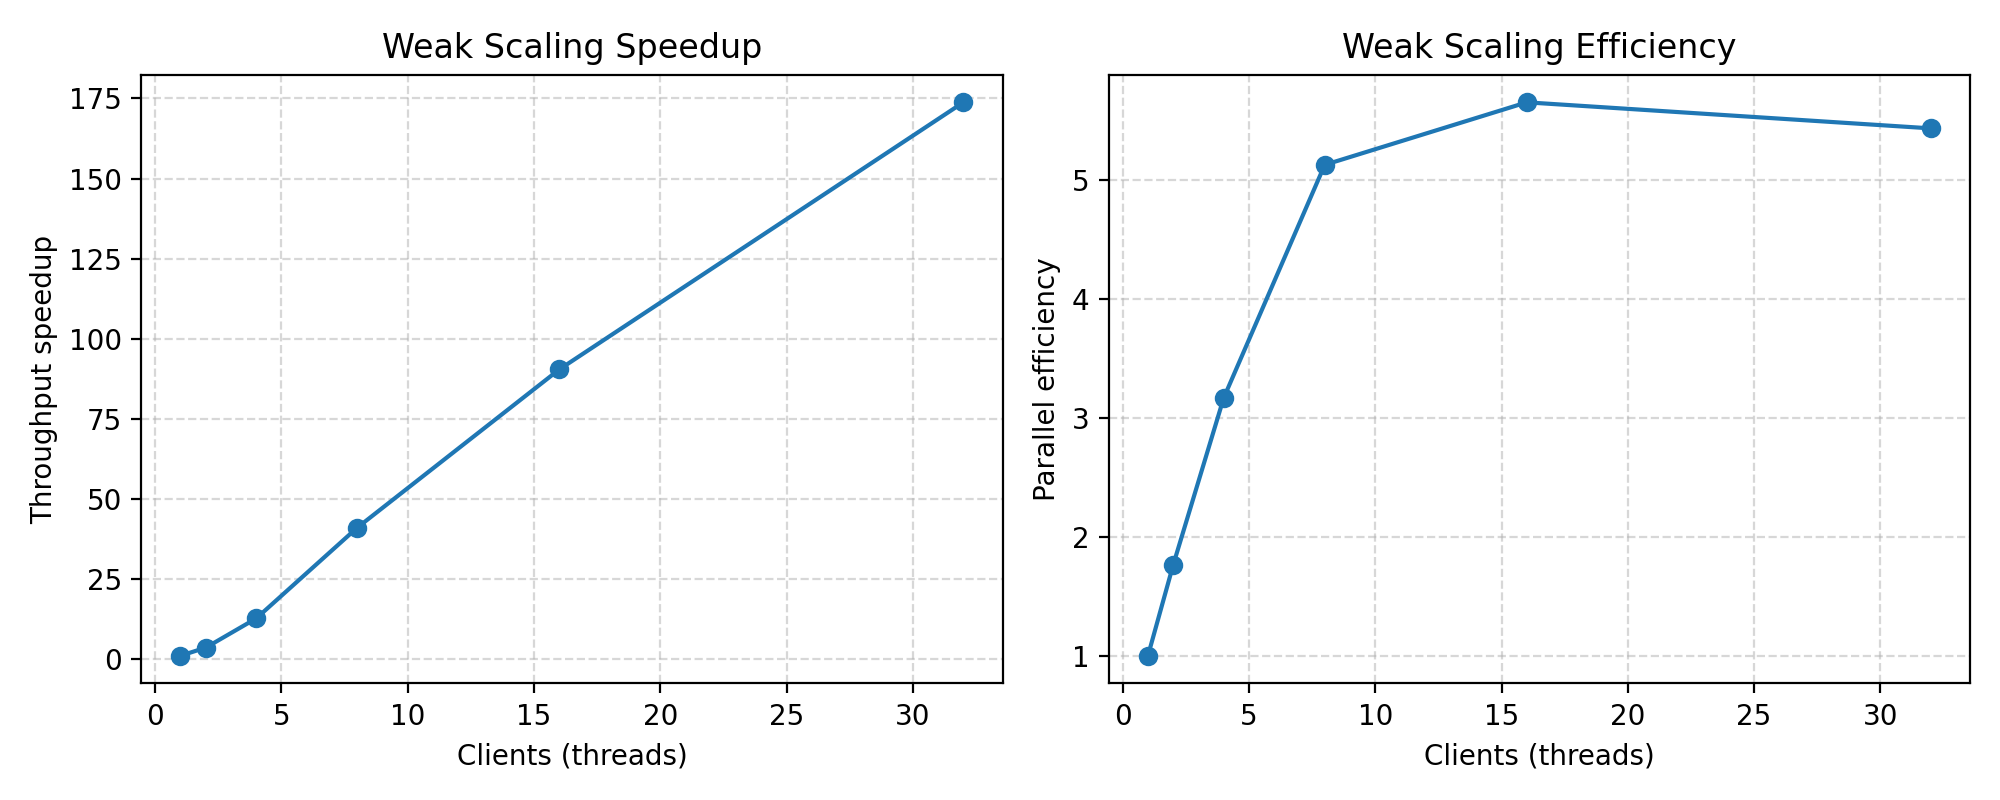 Weak Scaling Speedup
Throughput speedup
175
150
125
100
75
50
25
0
0 5 10 15 20 25 30
Clients (threads)
Weak Scaling Efficiency
Parallel efficiency
5
4
3
2
1
0 5 10 15 20 25 30
Clients (threads)